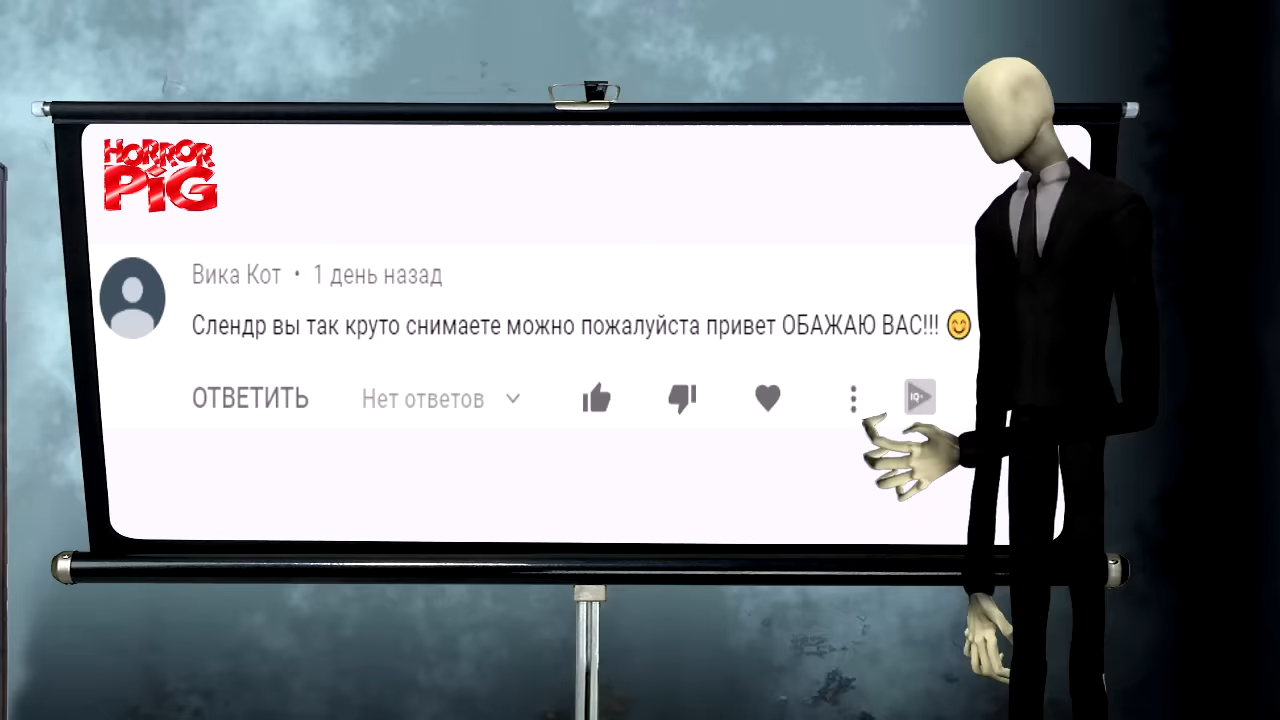 HORROR
PIG
Вика Кот • 1 день назад
Слендр вы так круто снимаете можно пожалуйста привет ОБАЖАЮ ВАС!!! 😊
ОТВЕТИТЬ Нет ответов
IQ+